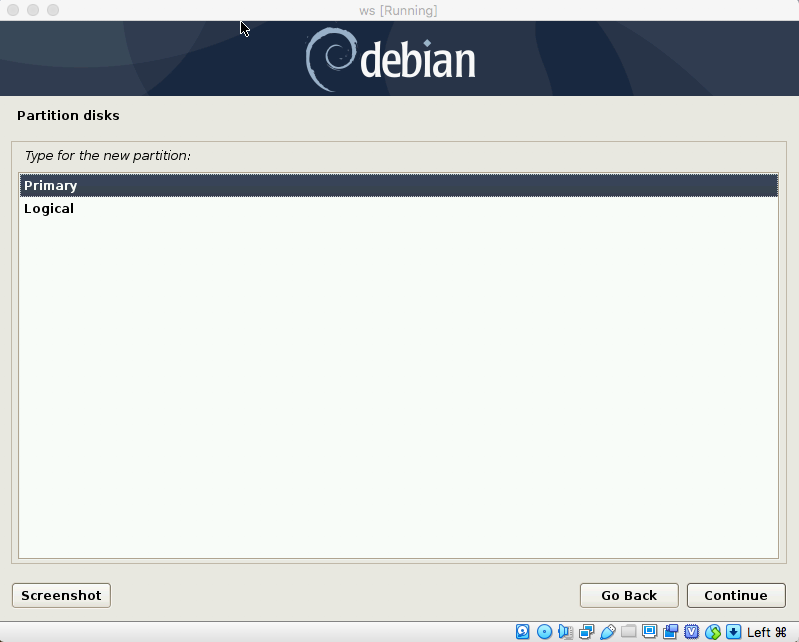 ws [Running]
debian
Partition disks
Type for the new partition:
Primary
Logical
Screenshot
Go Back
Continue
Left ⌘